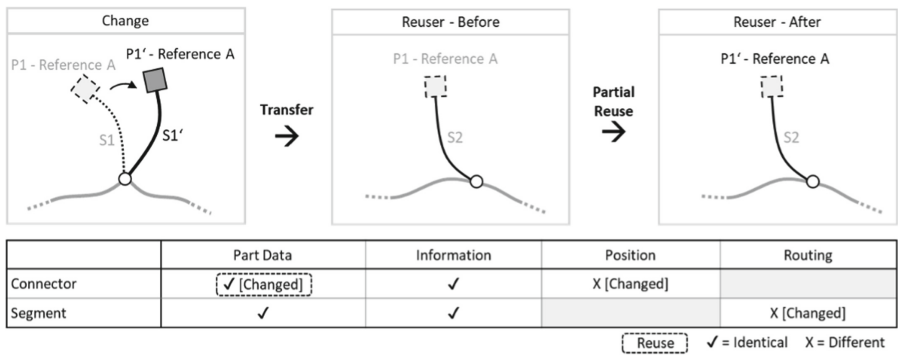 Change
P1 - Reference A
P1‘ - Reference A
S1
S1‘
Transfer
Reuser - Before
P1 - Reference A
S2
Partial
Reuse
Reuser - After
P1‘ - Reference A
S2
Part Data Information Position Routing
Connector ✓ [Changed] ✓ X [Changed]
Segment ✓ ✓ X [Changed]
Reuse ✓ = Identical X = Different